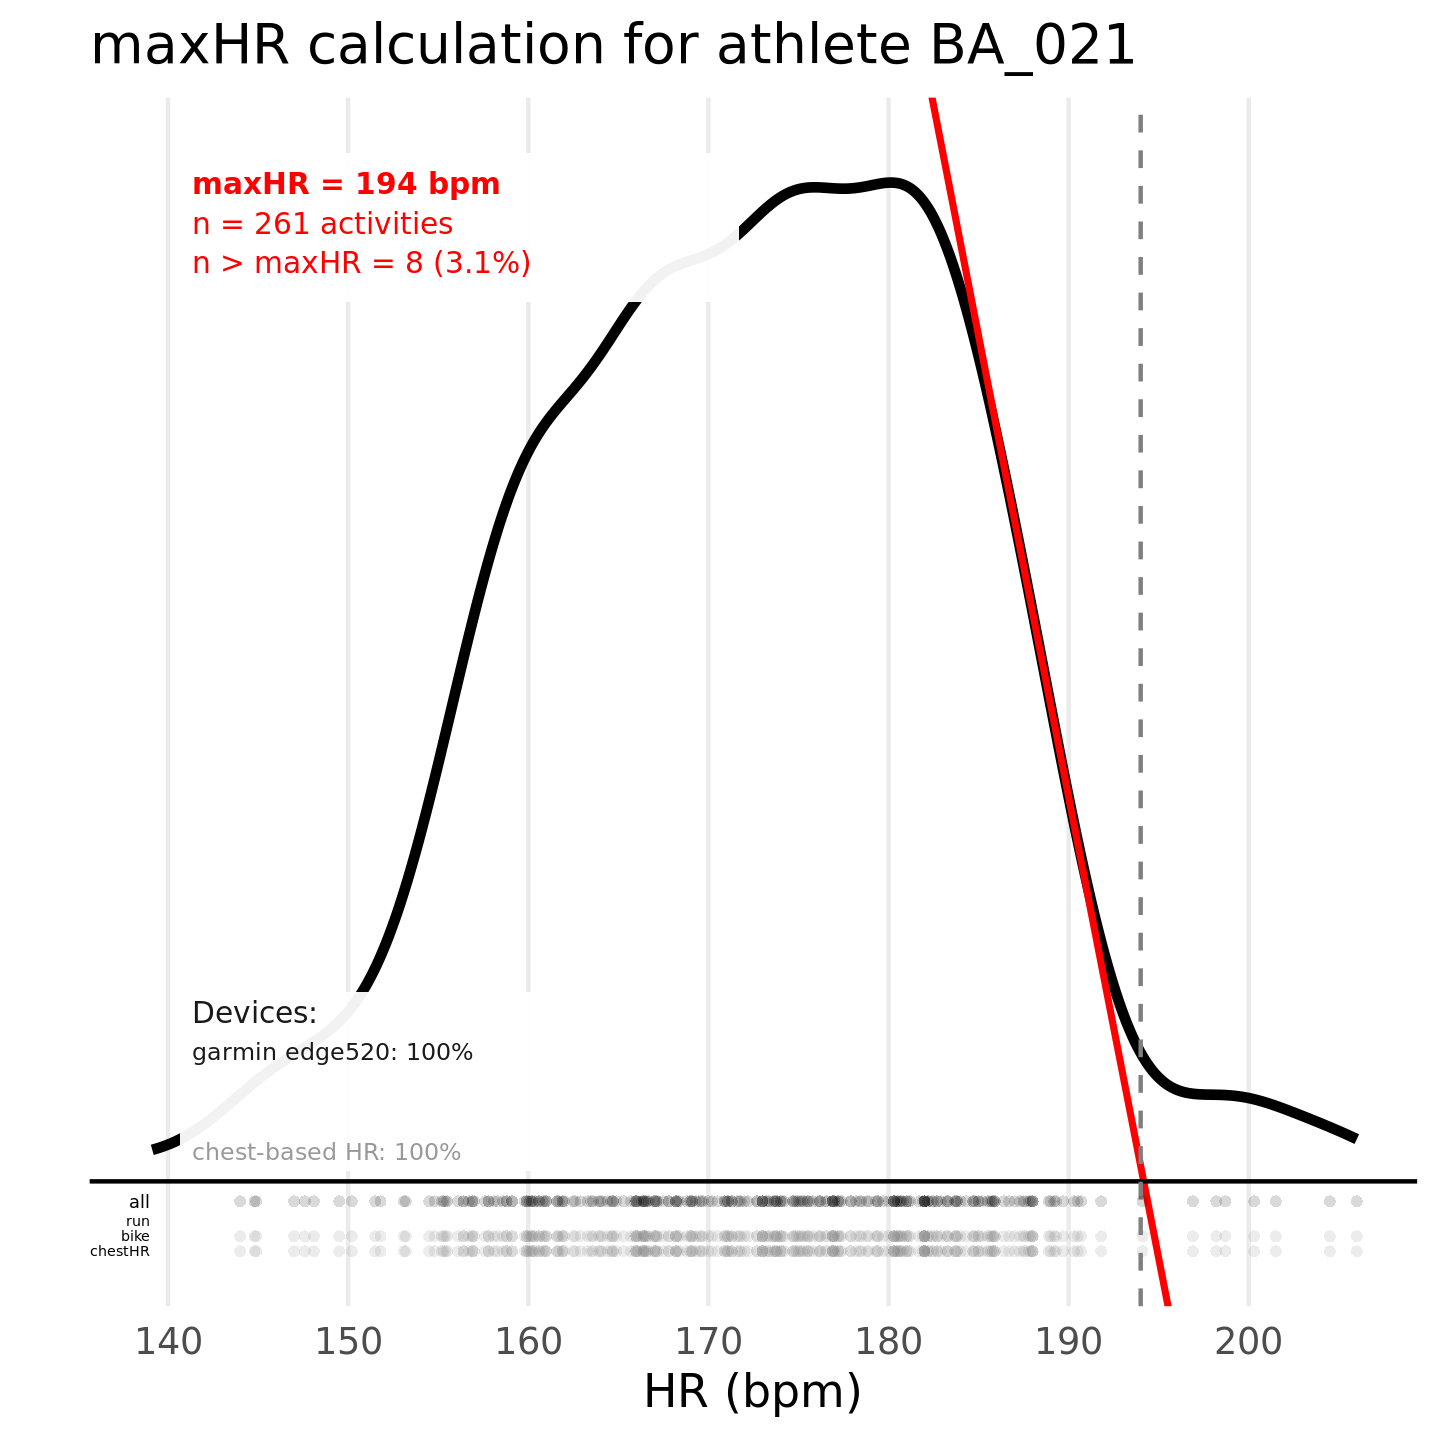 maxHR calculation for athlete BA_021
maxHR = 194 bpm
n = 261 activities
n > maxHR = 8 (3.1%)
Devices:
garmin edge520: 100%
chest-based HR: 100%
all
run
bike
chestHR
140 150 160 170 180 190 200
HR (bpm)